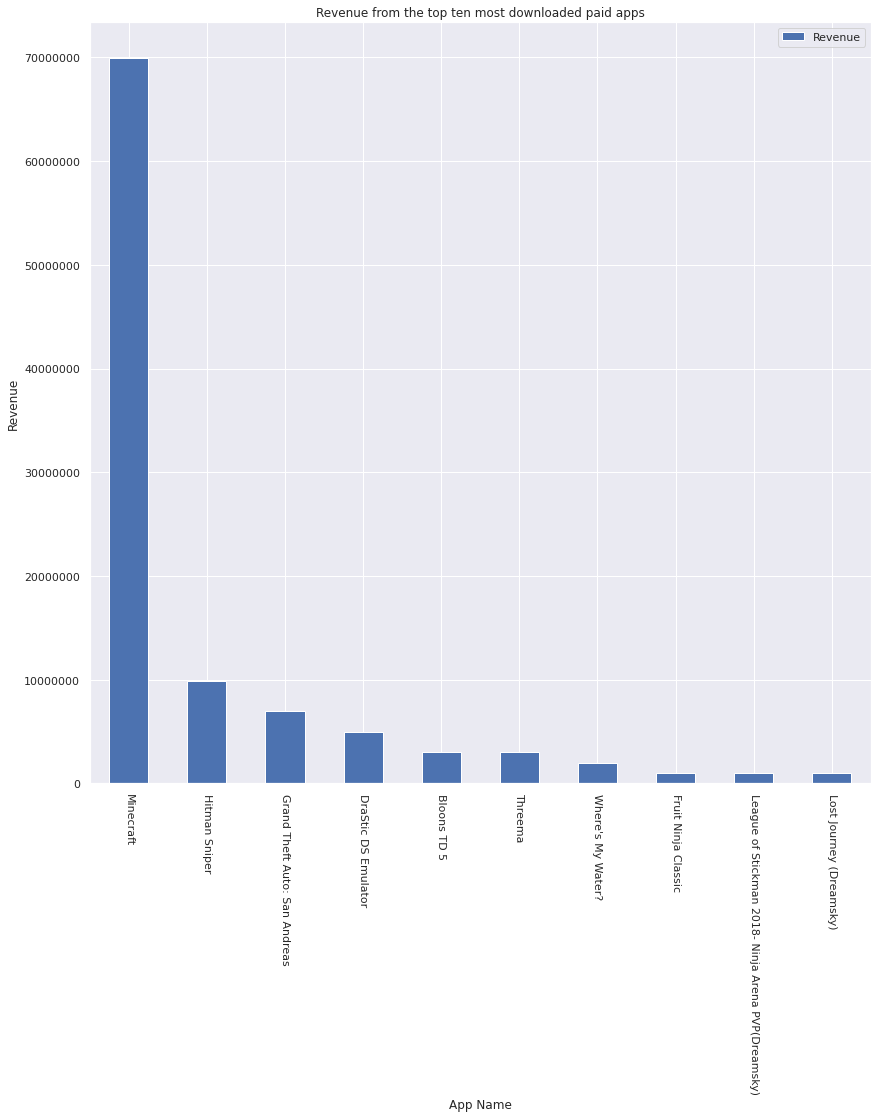 Revenue from the top ten most downloaded paid apps
Revenue
70000000
60000000
50000000
40000000
30000000
20000000
10000000
0
Revenue
Minecraft
Hitman Sniper
Grand Theft Auto: San Andreas
DraStic DS Emulator
Bloons TD 5
Threema
Where's My Water?
Fruit Ninja Classic
League of Stickman 2018- Ninja Arena PVP(Dreamsky)
Lost Journey (Dreamsky)
App Name